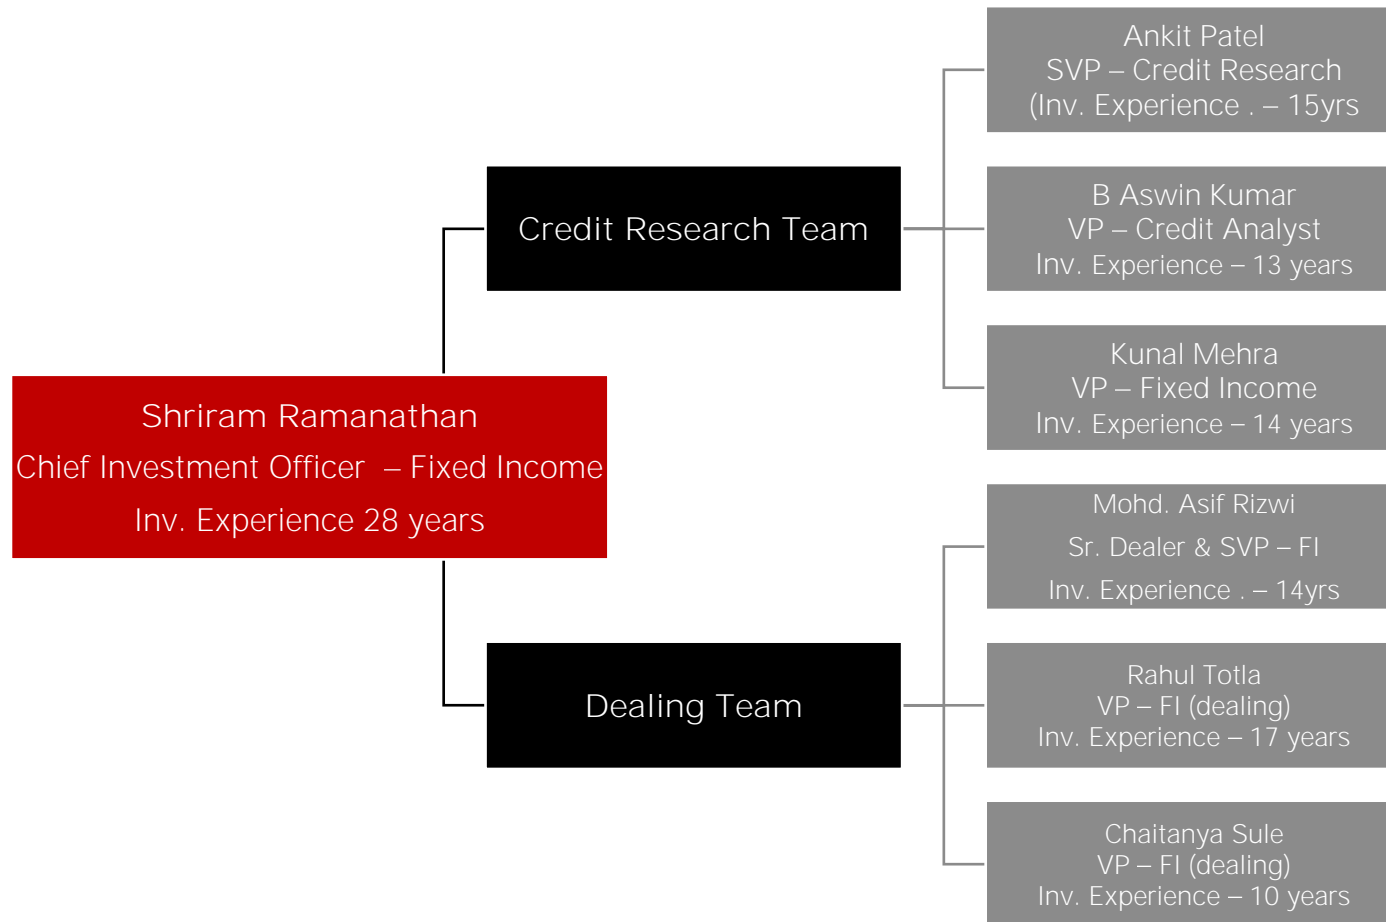 Shriram Ramanathan
Chief Investment Officer – Fixed Income
Inv. Experience 28 years
Credit Research Team
Ankit Patel
SVP – Credit Research
(Inv. Experience . – 15yrs
B Aswin Kumar
VP – Credit Analyst
Inv. Experience – 13 years
Kunal Mehra
VP – Fixed Income
Inv. Experience – 14 years
Dealing Team
Mohd. Asif Rizwi
Sr. Dealer & SVP – FI
Inv. Experience . – 14yrs
Rahul Totla
VP – FI (dealing)
Inv. Experience – 17 years
Chaitanya Sule
VP – FI (dealing)
Inv. Experience – 10 years